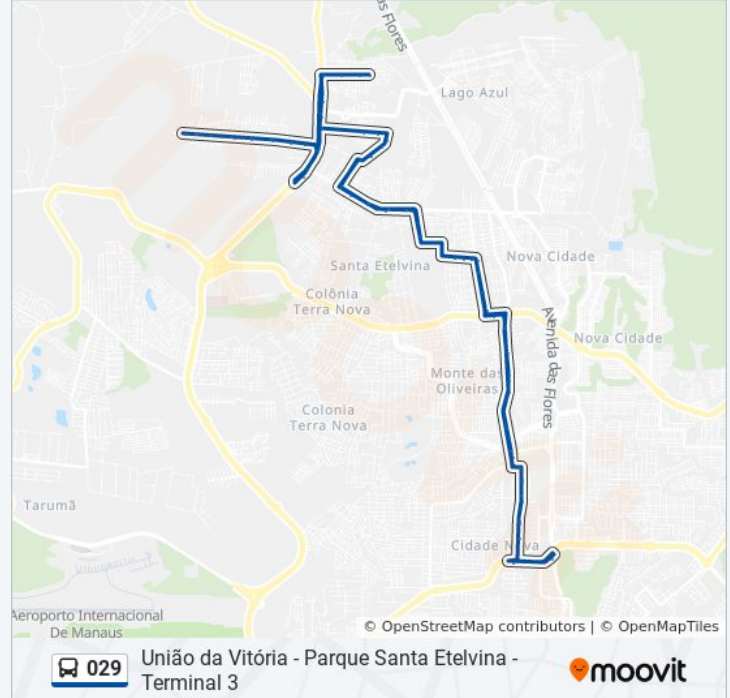 as Flores
Lago Azul
Santa Etelvina
Nova Cidade
Colônia
Terra Nova
Avenida das Flores
Nova Cidade
Monte das
Oliveiras
Colonia
Terra Nova
Tarumã
Cidade Nova
Aeroporto Internacional
De Manaus
© OpenStreetMap contributors | © OpenMapTiles
029
União da Vitória - Parque Santa Etelvina -
Terminal 3
moovit